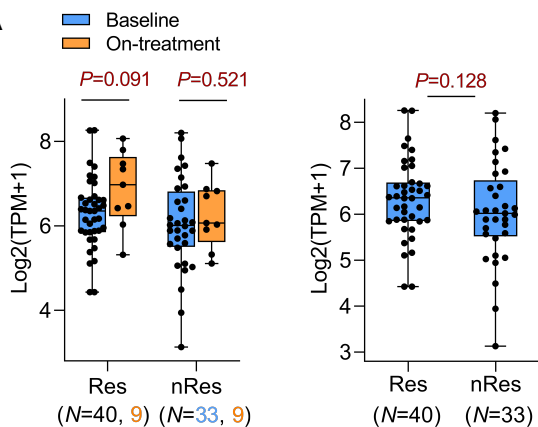 Baseline
On-treatment
P=0.091 P=0.521
Log2(TPM+1)
8
6
4
Res nRes
(N=40, 9) (N=33, 9)
P=0.128
Log2(TPM+1)
8
7
6
5
4
3
Res nRes
(N=40) (N=33)